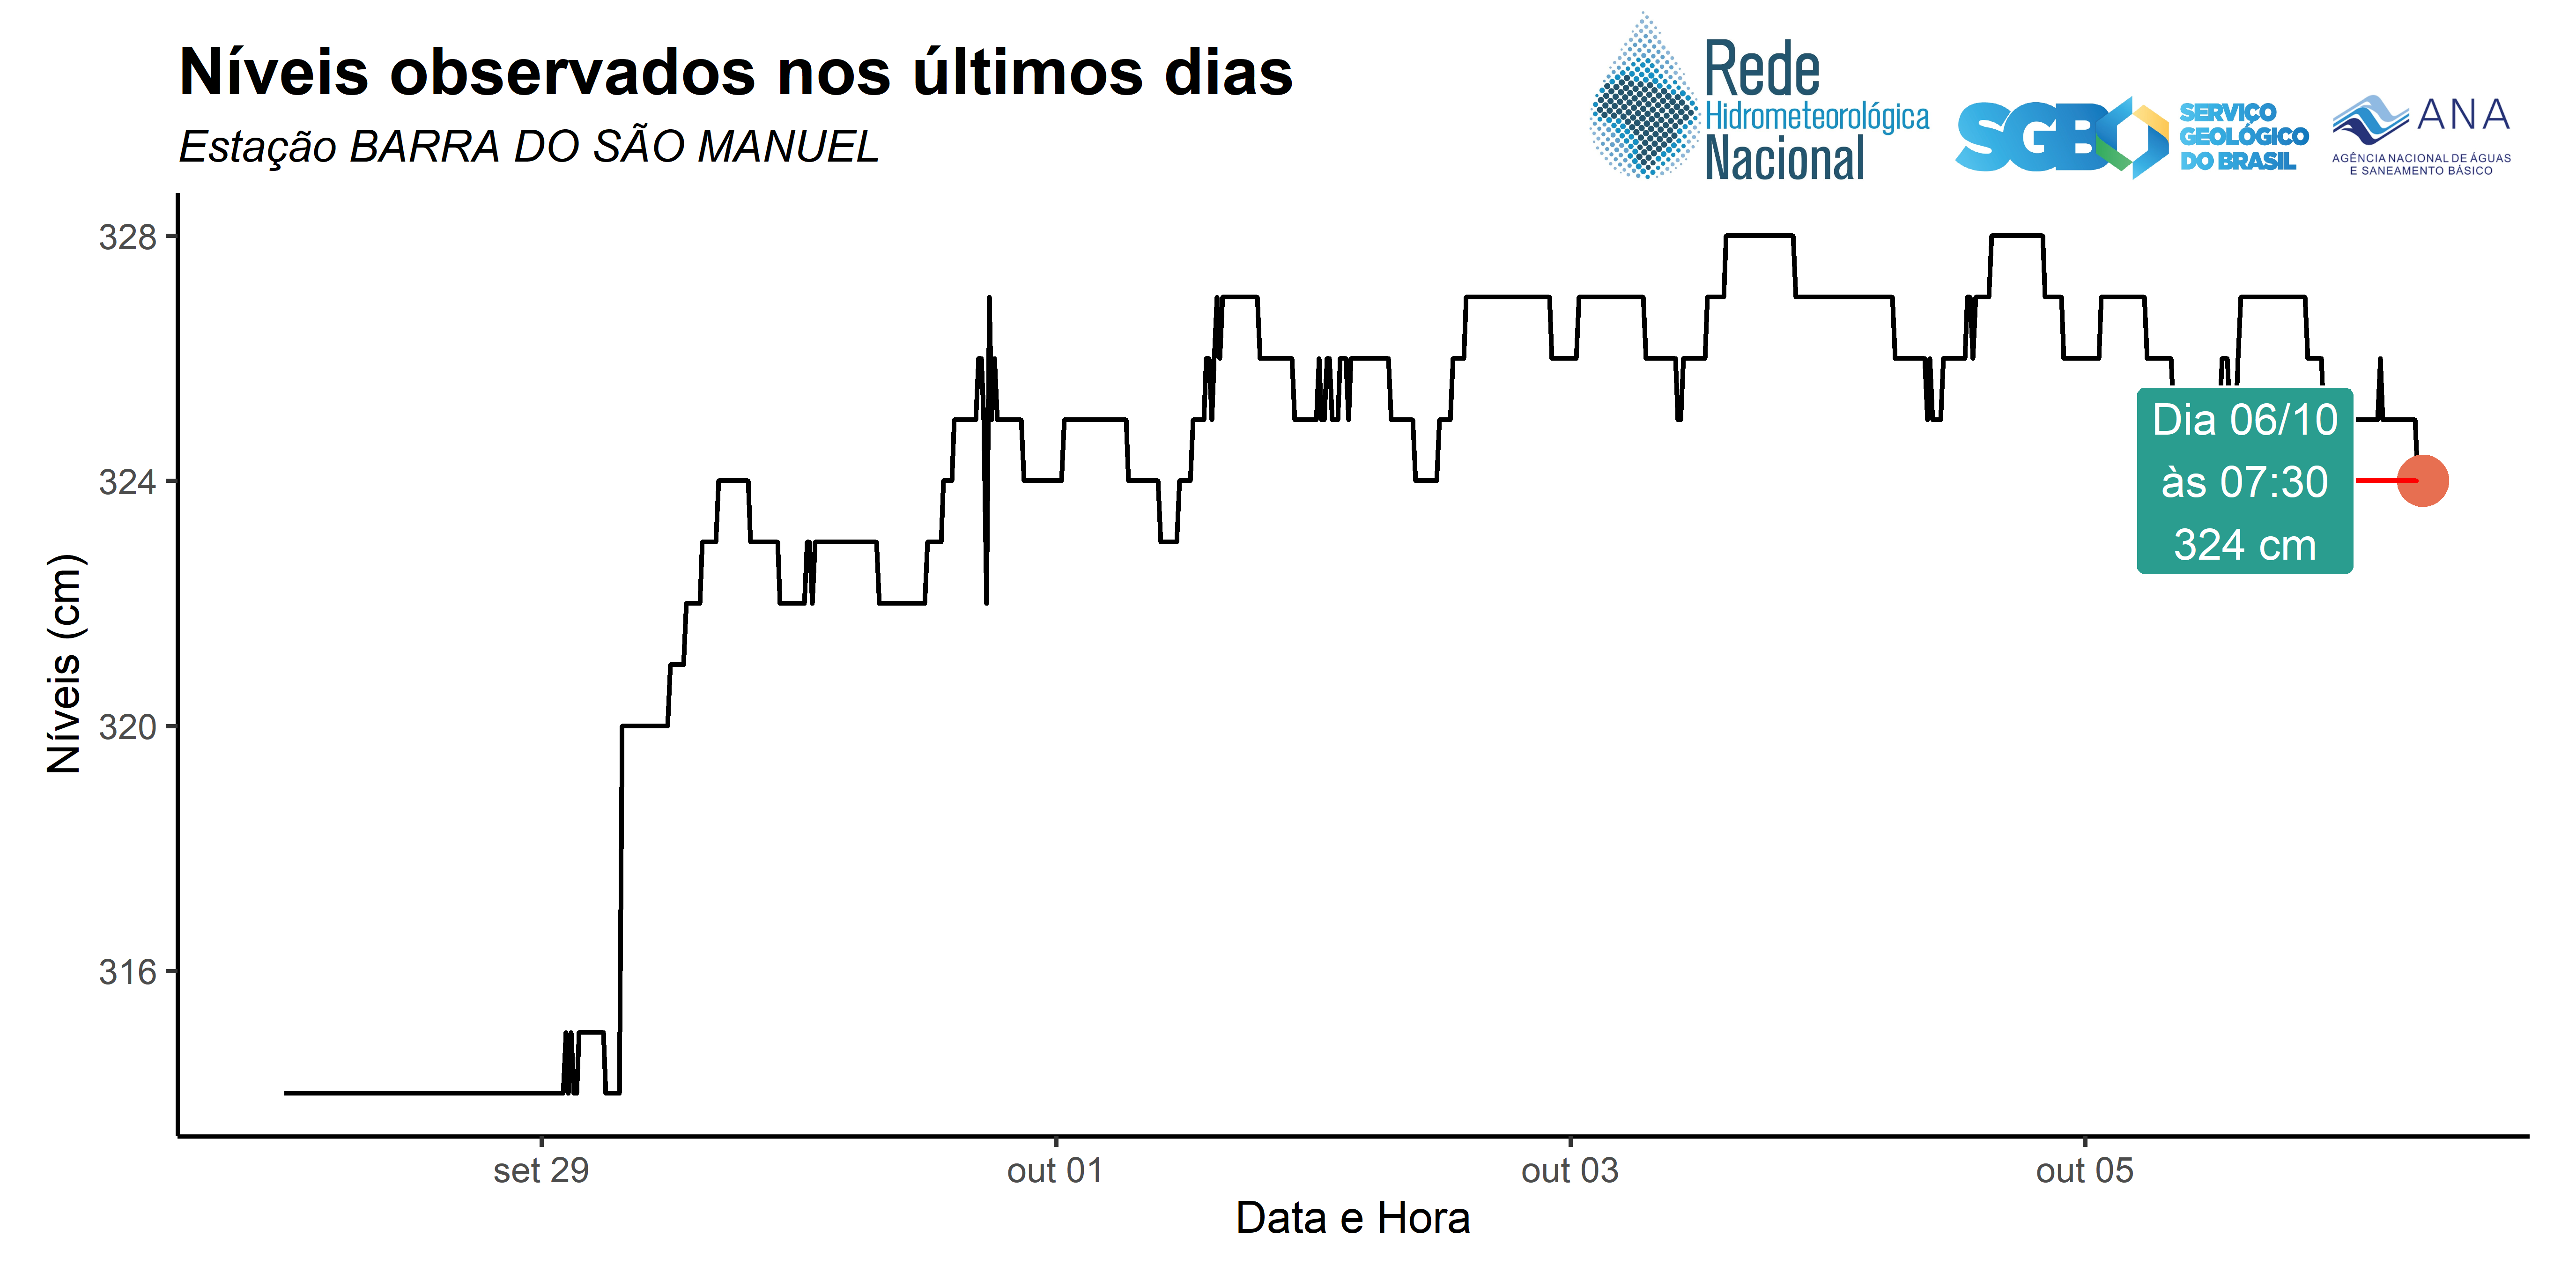 Níveis observados nos últimos dias
Estação BARRA DO SÃO MANUEL
Rede
Hidrometeorológica
Nacional
SGB
SERVIÇO
GEOLÓGICO
DO BRASIL
ANA
AGÊNCIA NACIONAL DE ÁGUAS
E SANEAMENTO BÁSICO
Níveis (cm)
328
324
320
316
Dia 06/10
às 07:30
324 cm
set 29
out 01
out 03
out 05
Data e Hora